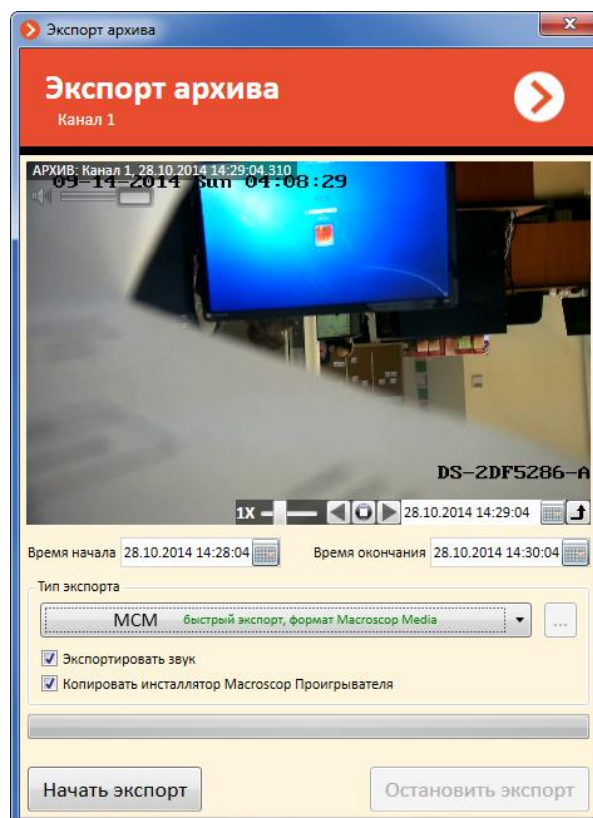 Экспорт архива
Экспорт архива
Канал 1
АРХИВ: Канал 1, 28.10.2014 14:29:04.310
09-14-2014 Sun 04:08:29
DS-2DF5286-A
1X 28.10.2014 14:29:04
Время начала 28.10.2014 14:28:04 Время окончания 28.10.2014 14:30:04
Тип экспорта
MCM быстрый экспорт, формат Macroscop Media ...
Экспортировать звук
Копировать инсталлятор Macroscop Проигрывателя
Начать экспорт Остановить экспорт